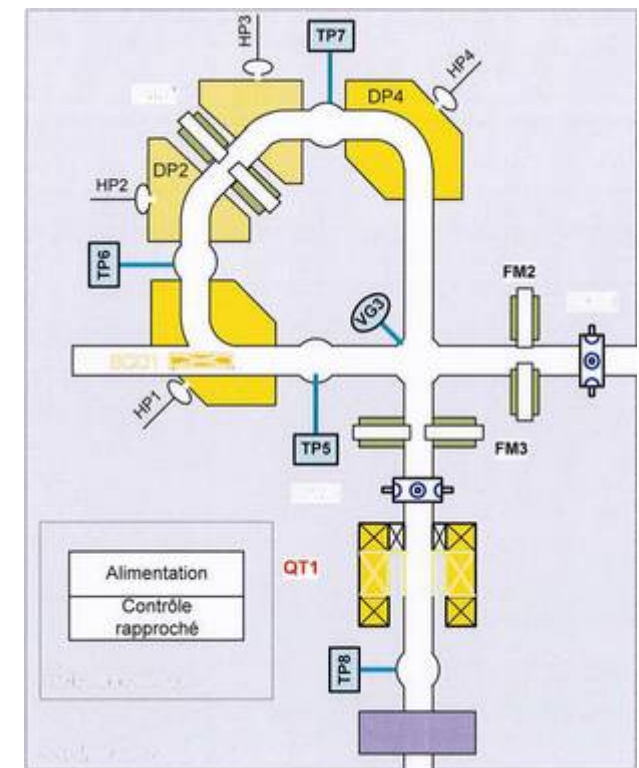 HP3
TP7
HP4
DP4
DP2
HP2
TP6
VG3
FM2
HP1
TP5
FM3
QT1
Alimentation
Contrôle
rapproché
TP8